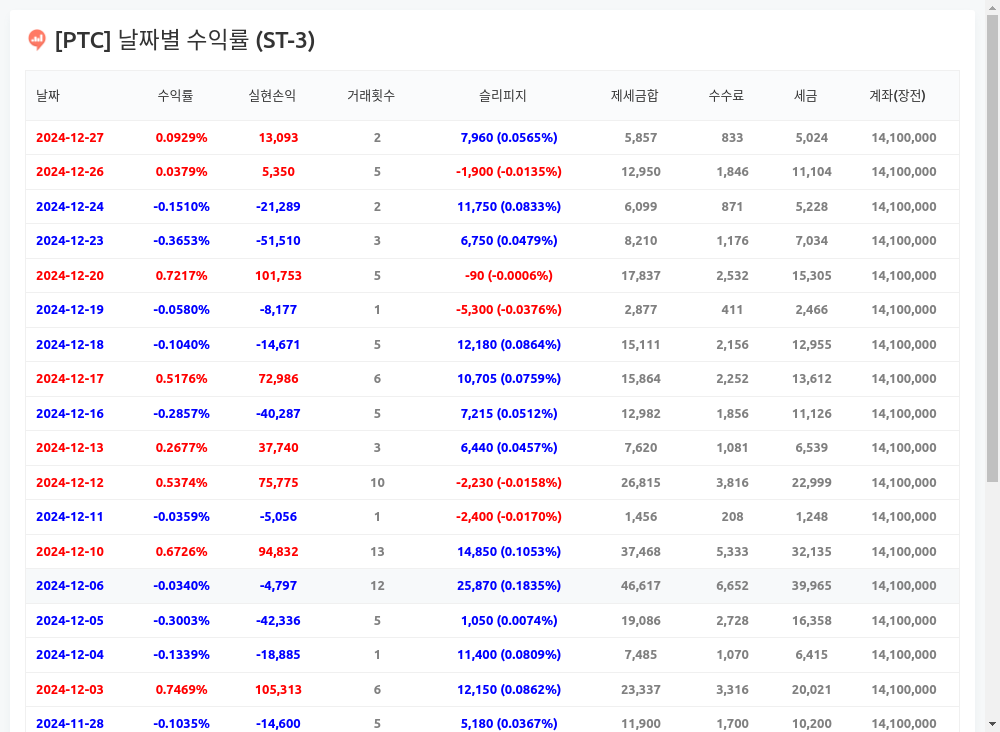 [PTC] 날짜별 수익률 (ST-3)
날짜 수익률 실현손익 거래횟수 슬리피지 제세금합 수수료 세금 계좌(장전)
2024-12-27 0.0929% 13,093 2 7,960 (0.0565%) 5,857 833 5,024 14,100,000
2024-12-26 0.0379% 5,350 5 -1,900 (-0.0135%) 12,950 1,846 11,104 14,100,000
2024-12-24 -0.1510% -21,289 2 11,750 (0.0833%) 6,099 871 5,228 14,100,000
2024-12-23 -0.3653% -51,510 3 6,750 (0.0479%) 8,210 1,176 7,034 14,100,000
2024-12-20 0.7217% 101,753 5 -90 (-0.0006%) 17,837 2,532 15,305 14,100,000
2024-12-19 -0.0580% -8,177 1 -5,300 (-0.0376%) 2,877 411 2,466 14,100,000
2024-12-18 -0.1040% -14,671 5 12,180 (0.0864%) 15,111 2,156 12,955 14,100,000
2024-12-17 0.5176% 72,986 6 10,705 (0.0759%) 15,864 2,252 13,612 14,100,000
2024-12-16 -0.2857% -40,287 5 7,215 (0.0512%) 12,982 1,856 11,126 14,100,000
2024-12-13 0.2677% 37,740 3 6,440 (0.0457%) 7,620 1,081 6,539 14,100,000
2024-12-12 0.5374% 75,775 10 -2,230 (-0.0158%) 26,815 3,816 22,999 14,100,000
2024-12-11 -0.0359% -5,056 1 -2,400 (-0.0170%) 1,456 208 1,248 14,100,000
2024-12-10 0.6726% 94,832 13 14,850 (0.1053%) 37,468 5,333 32,135 14,100,000
2024-12-06 -0.0340% -4,797 12 25,870 (0.1835%) 46,617 6,652 39,965 14,100,000
2024-12-05 -0.3003% -42,336 5 1,050 (0.0074%) 19,086 2,728 16,358 14,100,000
2024-12-04 -0.1339% -18,885 1 11,400 (0.0809%) 7,485 1,070 6,415 14,100,000
2024-12-03 0.7469% 105,313 6 12,150 (0.0862%) 23,337 3,316 20,021 14,100,000
2024-11-28 -0.1035% -14,600 5 5,180 (0.0367%) 11,900 1,700 10,200 14,100,000